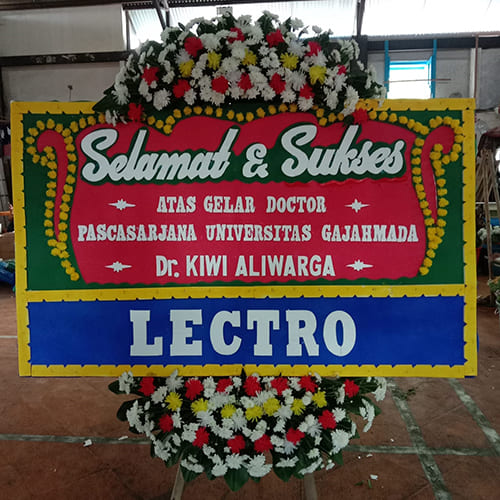 Selamat & Sukses
ATAS GELAR DOCTOR
PASCASARJANA UNIVERSITAS GAJAHMADA
Dr. KIWI ALIWARGA
LECTRO